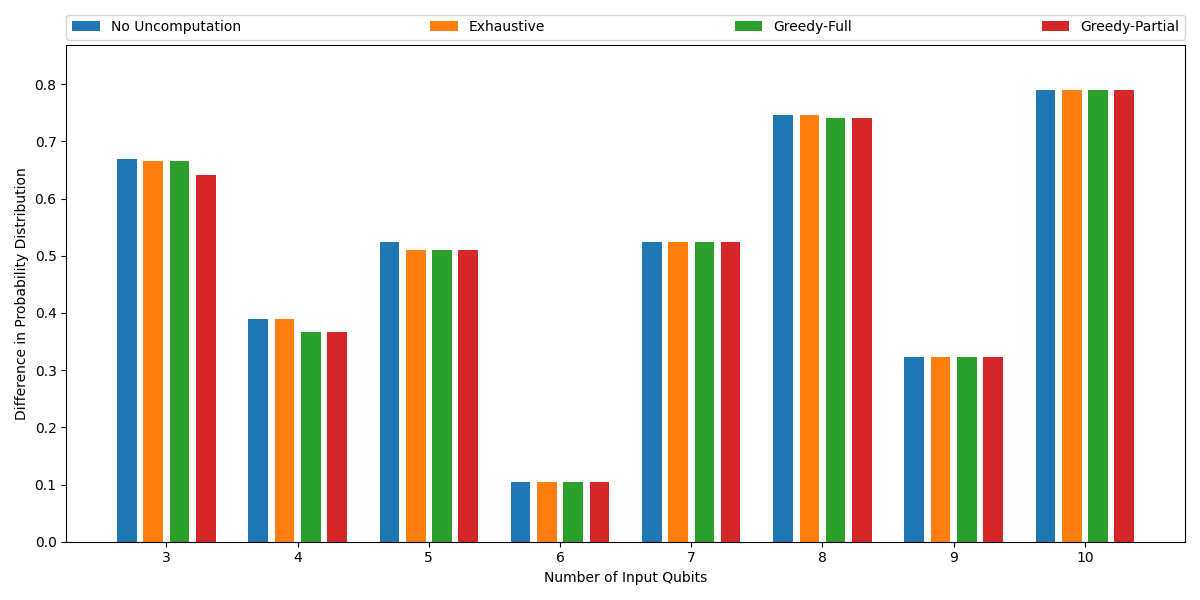 No Uncomputation Exhaustive Greedy-Full Greedy-Partial
Difference in Probability Distribution
0.8
0.7
0.6
0.5
0.4
0.3
0.2
0.1
0.0
3 4 5 6 7 8 9 10
Number of Input Qubits